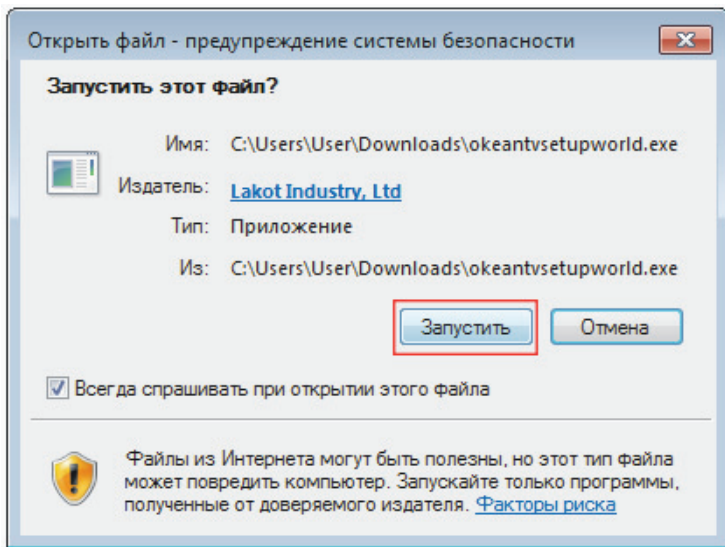 Открыть файл - предупреждение системы безопасности
Запустить этот файл?
Имя: C:\Users\User\Downloads\okeantvsetupworld.exe
Издатель: Lakot Industry, Ltd
Тип: Приложение
Из: C:\Users\User\Downloads\okeantvsetupworld.exe
Запустить Отмена
Всегда спрашивать при открытии этого файла
Файлы из Интернета могут быть полезны, но этот тип файла
может повредить компьютер. Запускайте только программы,
полученные от доверяемого издателя. Факторы риска